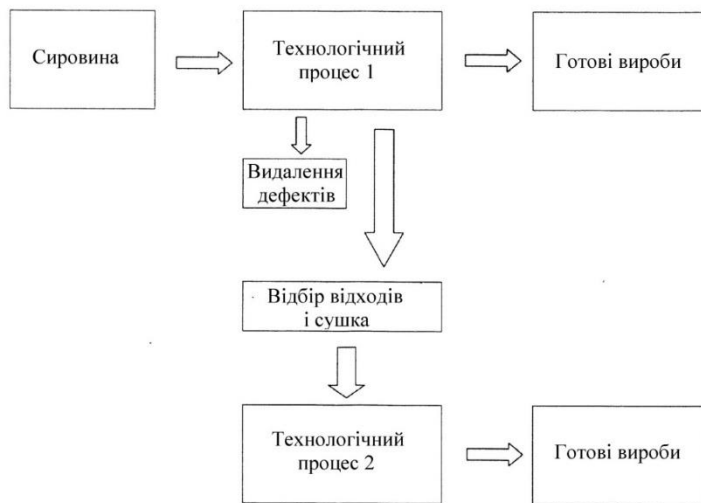 Сировина
Технологічний
процес 1
Готові вироби
Видалення
дефектів
Відбір відходів
і сушка
Технологічний
процес 2
Готові вироби